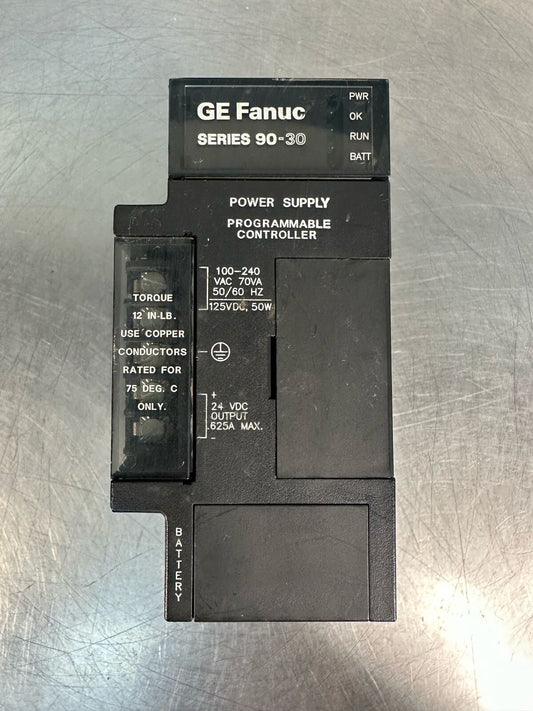 GE Fanuc
SERIES 90-30
PWR
OK
RUN
BATT
POWER SUPPLY
PROGRAMMABLE
CONTROLLER
TORQUE
12 IN-LB.
USE COPPER
CONDUCTORS
RATED FOR
75 DEG. C
ONLY.
100-240
VAC 70VA
50/60 HZ
125VDC, 50W
+
24 VDC
OUTPUT
.625A MAX.
-
BATTERY